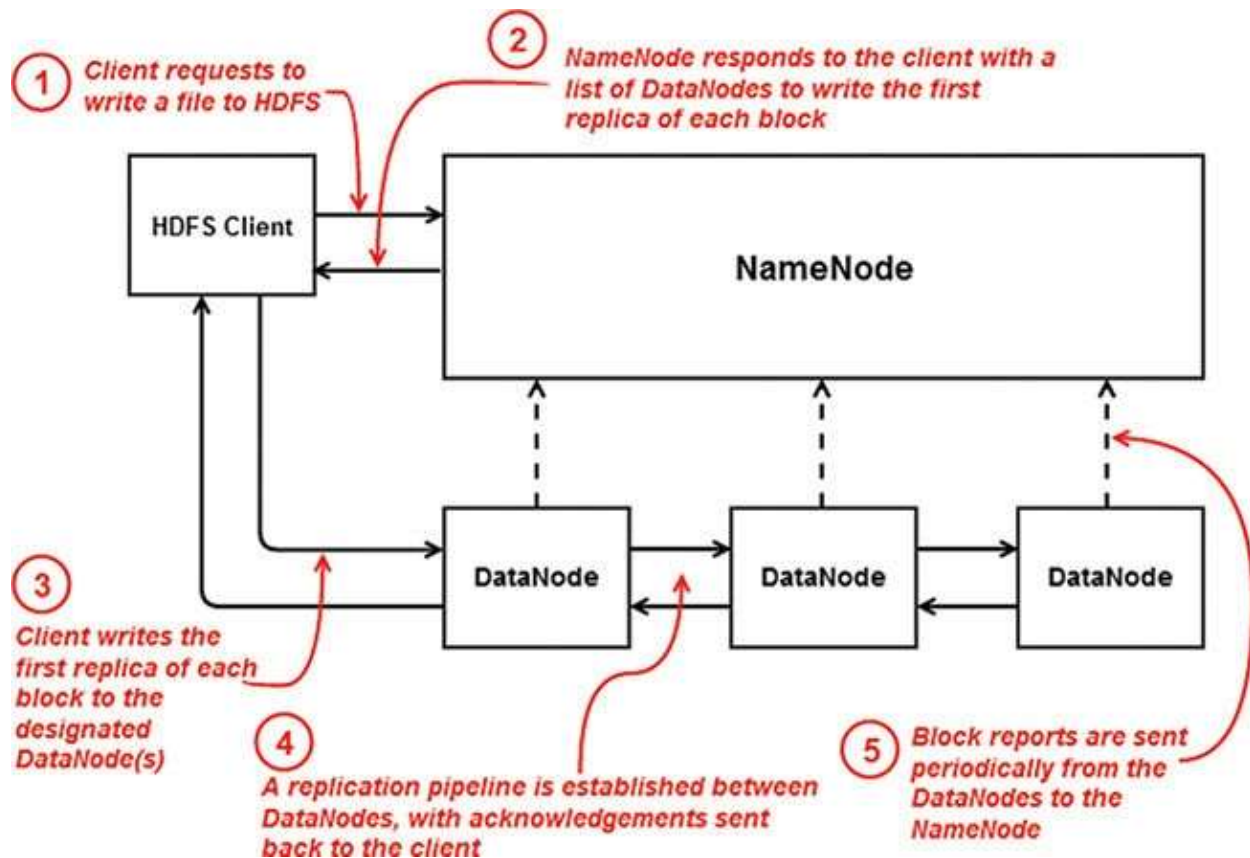 1
Client requests to
write a file to HDFS
2
NameNode responds to the client with a
list of DataNodes to write the first
replica of each block
HDFS Client
NameNode
DataNode
DataNode
DataNode
3
Client writes the
first replica of each
block to the
designated
DataNode(s)
4
A replication pipeline is established between
DataNodes, with acknowledgements sent
back to the client
5
Block reports are sent
periodically from the
DataNodes to the
NameNode